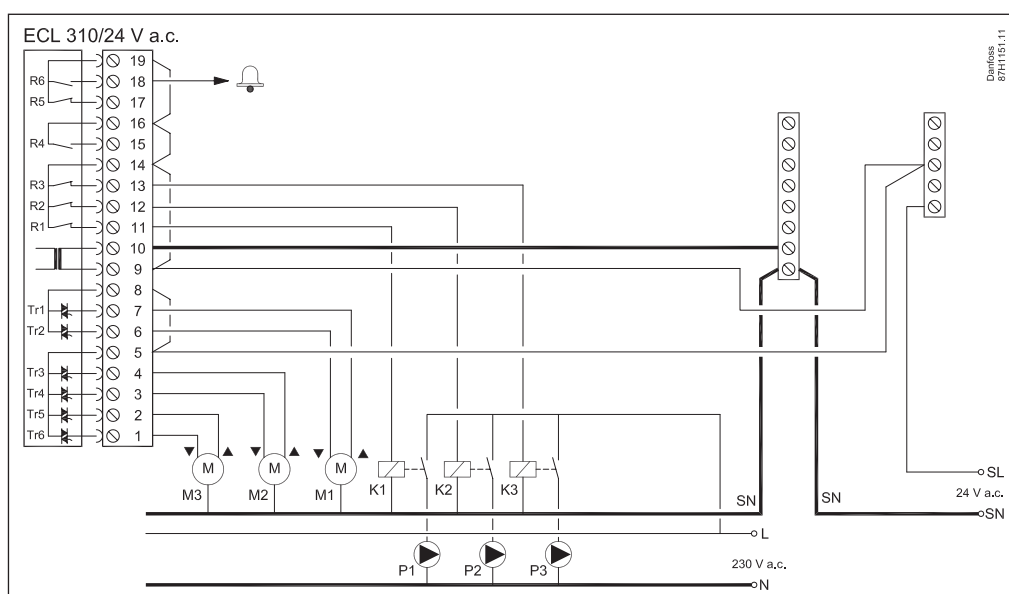 ECL 310/24 V a.c.
Danfoss
87H1151.11
19
R6 18
R5 17
16
R4 15
14
R3 13
R2 12
R1 11
10
9
8
Tr1 7
Tr2 6
5
Tr3 4
Tr4 3
Tr5 2
Tr6 1
M M M
M3 M2 M1 K1 K2 K3
SL
24 V a.c.
SN SN SN
L
P1 P2 P3
230 V a.c.
N